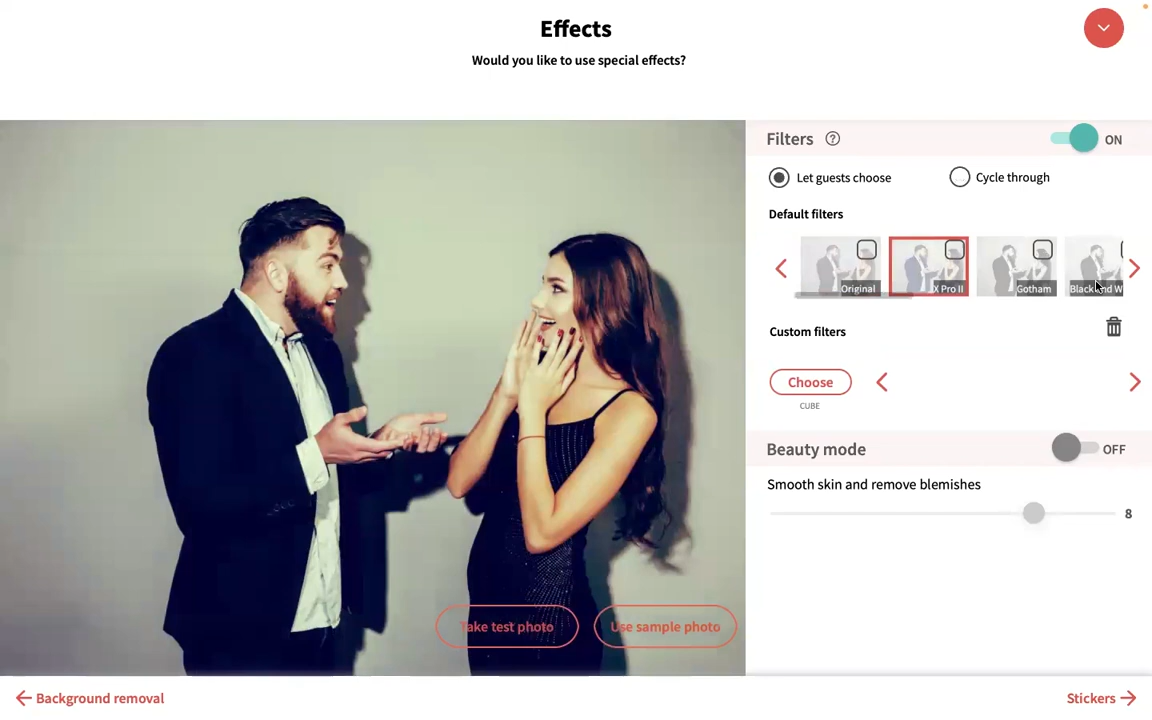 Effects
Would you like to use special effects?
Filters ?
ON
Let guests choose
Cycle through
Default filters
Original
X Pro II
Gotham
Black and W
Custom filters
Choose
CUBE
Beauty mode
OFF
Smooth skin and remove blemishes
8
Take test photo
Use sample photo
Background removal
Stickers